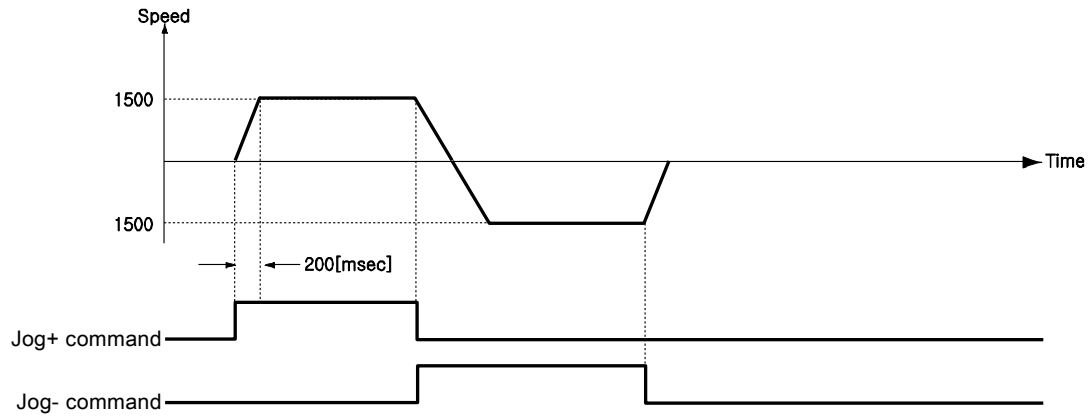 Speed
1500
Time
1500
200[msec]
Jog+ command
Jog- command